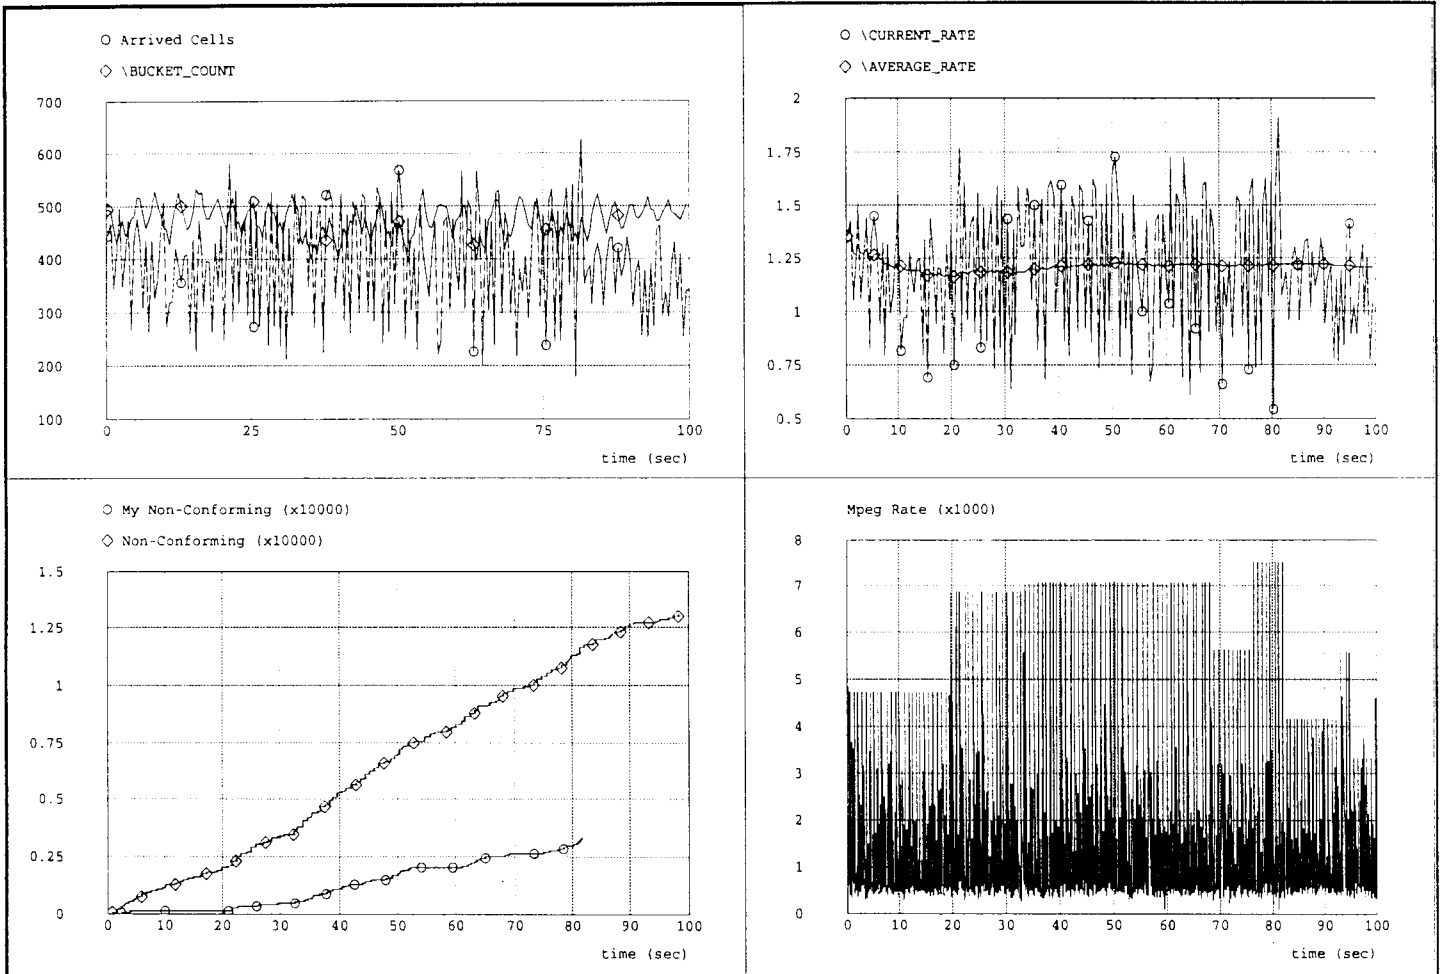 Arrived Cells
\BUCKET_COUNT
700
600
500
400
300
200
100
0 25 50 75 100
time (sec)
\CURRENT_RATE
\AVERAGE_RATE
2
1.75
1.5
1.25
1
0.75
0.5
0 10 20 30 40 50 60 70 80 90 100
time (sec)
My Non-Conforming (x10000)
Non-Conforming (x10000)
1.5
1.25
1
0.75
0.5
0.25
0
0 10 20 30 40 50 60 70 80 90 100
time (sec)
Mpeg Rate (x1000)
8
7
6
5
4
3
2
1
0
0 10 20 30 40 50 60 70 80 90 100
time (sec)